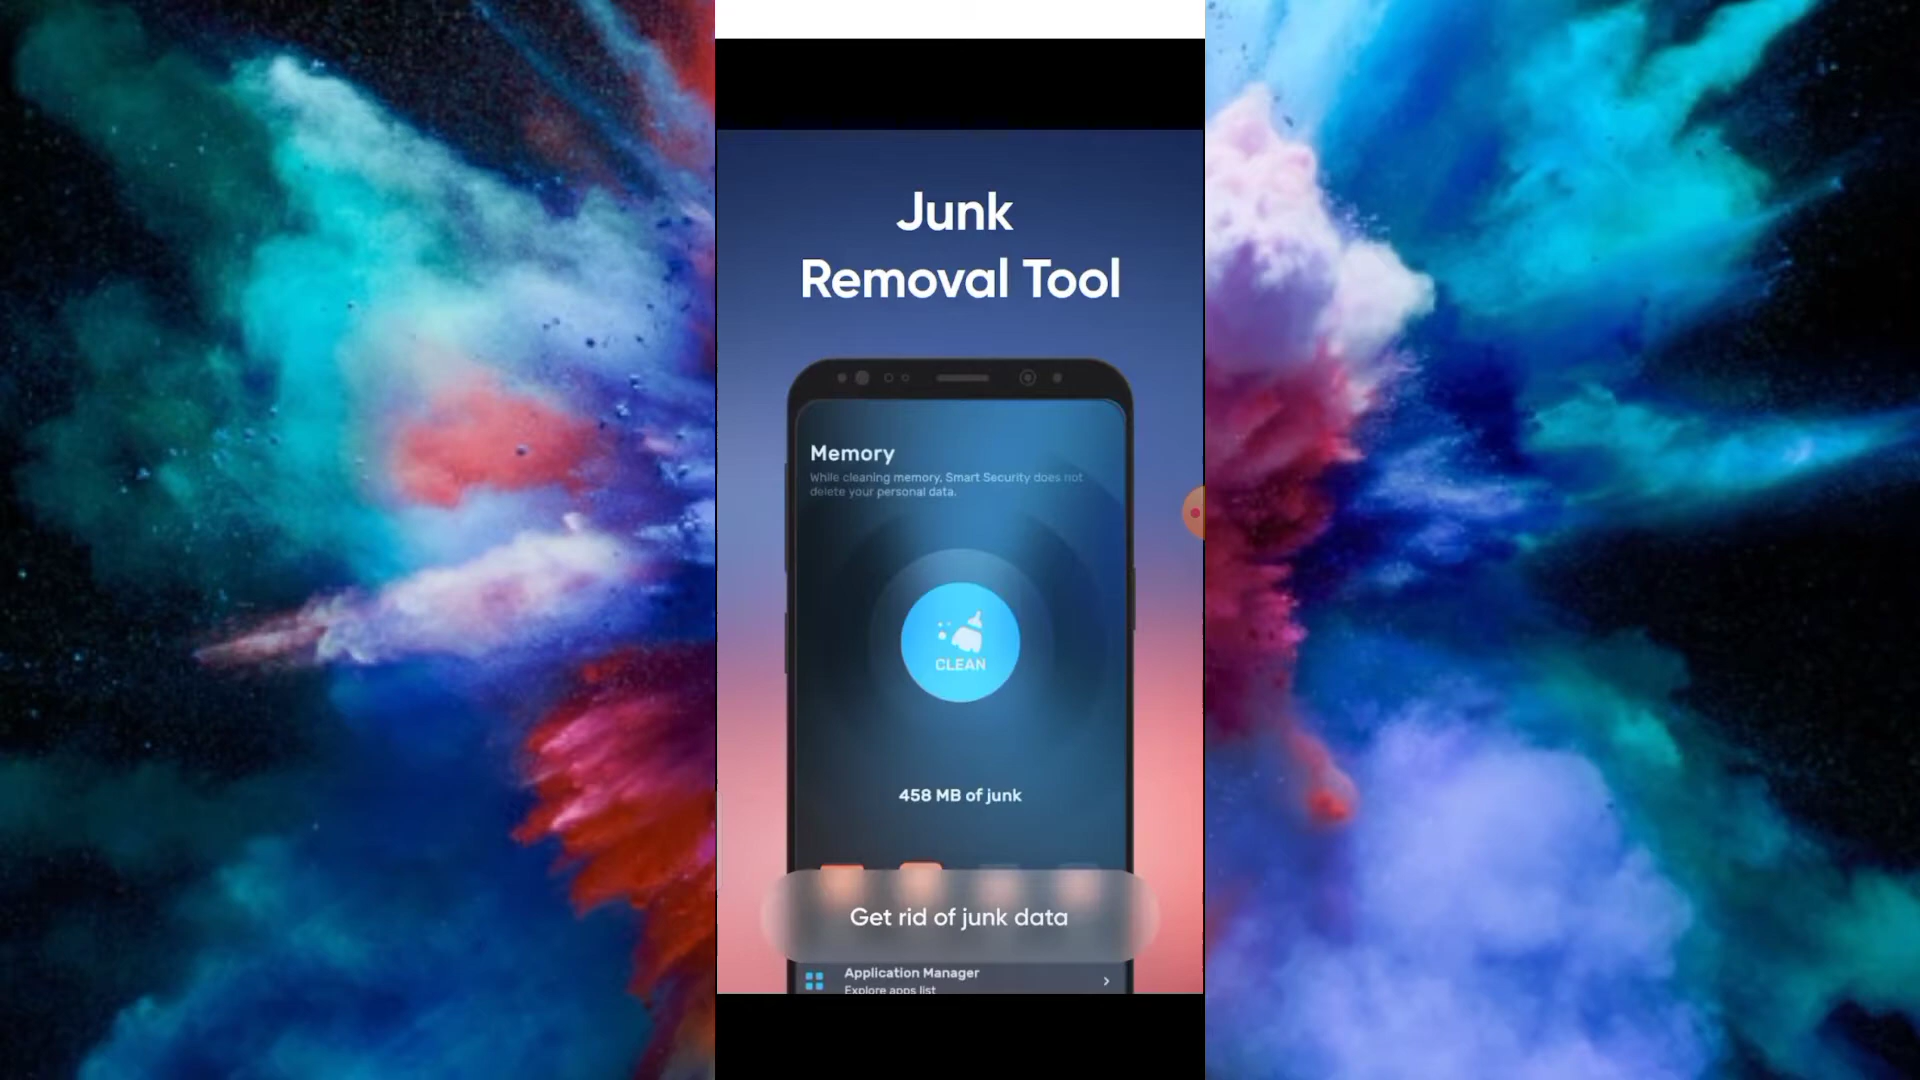 Junk
Removal Tool
Memory
While cleaning memory, Smart Security does not
delete your personal data.
CLEAN
458 MB of junk
Get rid of junk data
Application Manager
Explore apps list